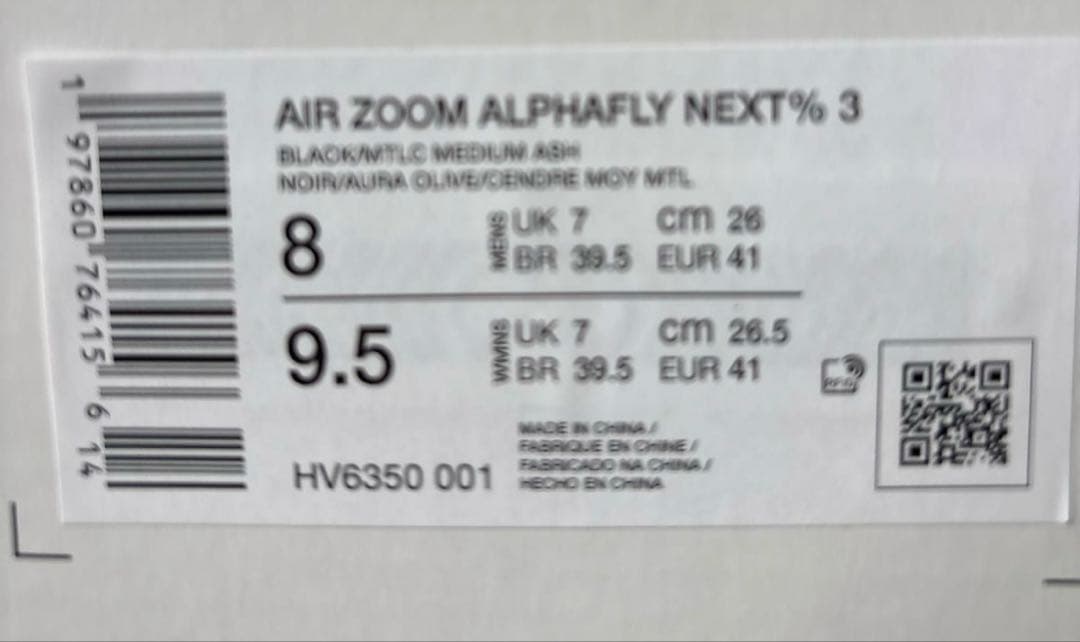 AIR ZOOM ALPHAFLY NEXT% 3
BLACK/MTLC MEDIUM ASH
NOIR/AURA OLIVE/CENDRE MOY MTL
8 MENS UK 7 cm 26
BR 39.5 EUR 41
9.5 WMNS UK 7 cm 26.5
BR 39.5 EUR 41
MADE IN CHINA /
FABRIQUE EN CHINE /
FABRICADO NA CHINA /
HECHO EN CHINA
HV6350 001
RFID
1 97860 76415 6 14